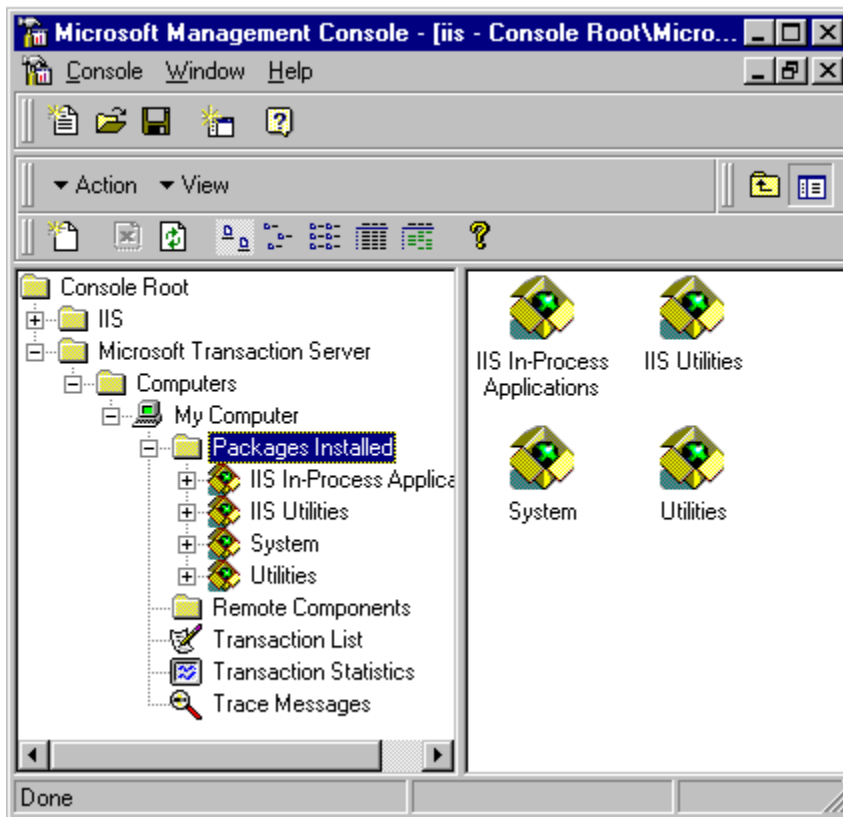 Microsoft Management Console - [iis - Console Root\Micro...
Console Window Help
Action View
Console Root
IIS
Microsoft Transaction Server
Computers
My Computer
Packages Installed
IIS In-Process Applica
IIS Utilities
System
Utilities
Remote Components
Transaction List
Transaction Statistics
Trace Messages
IIS In-Process
Applications
IIS Utilities
System
Utilities
Done